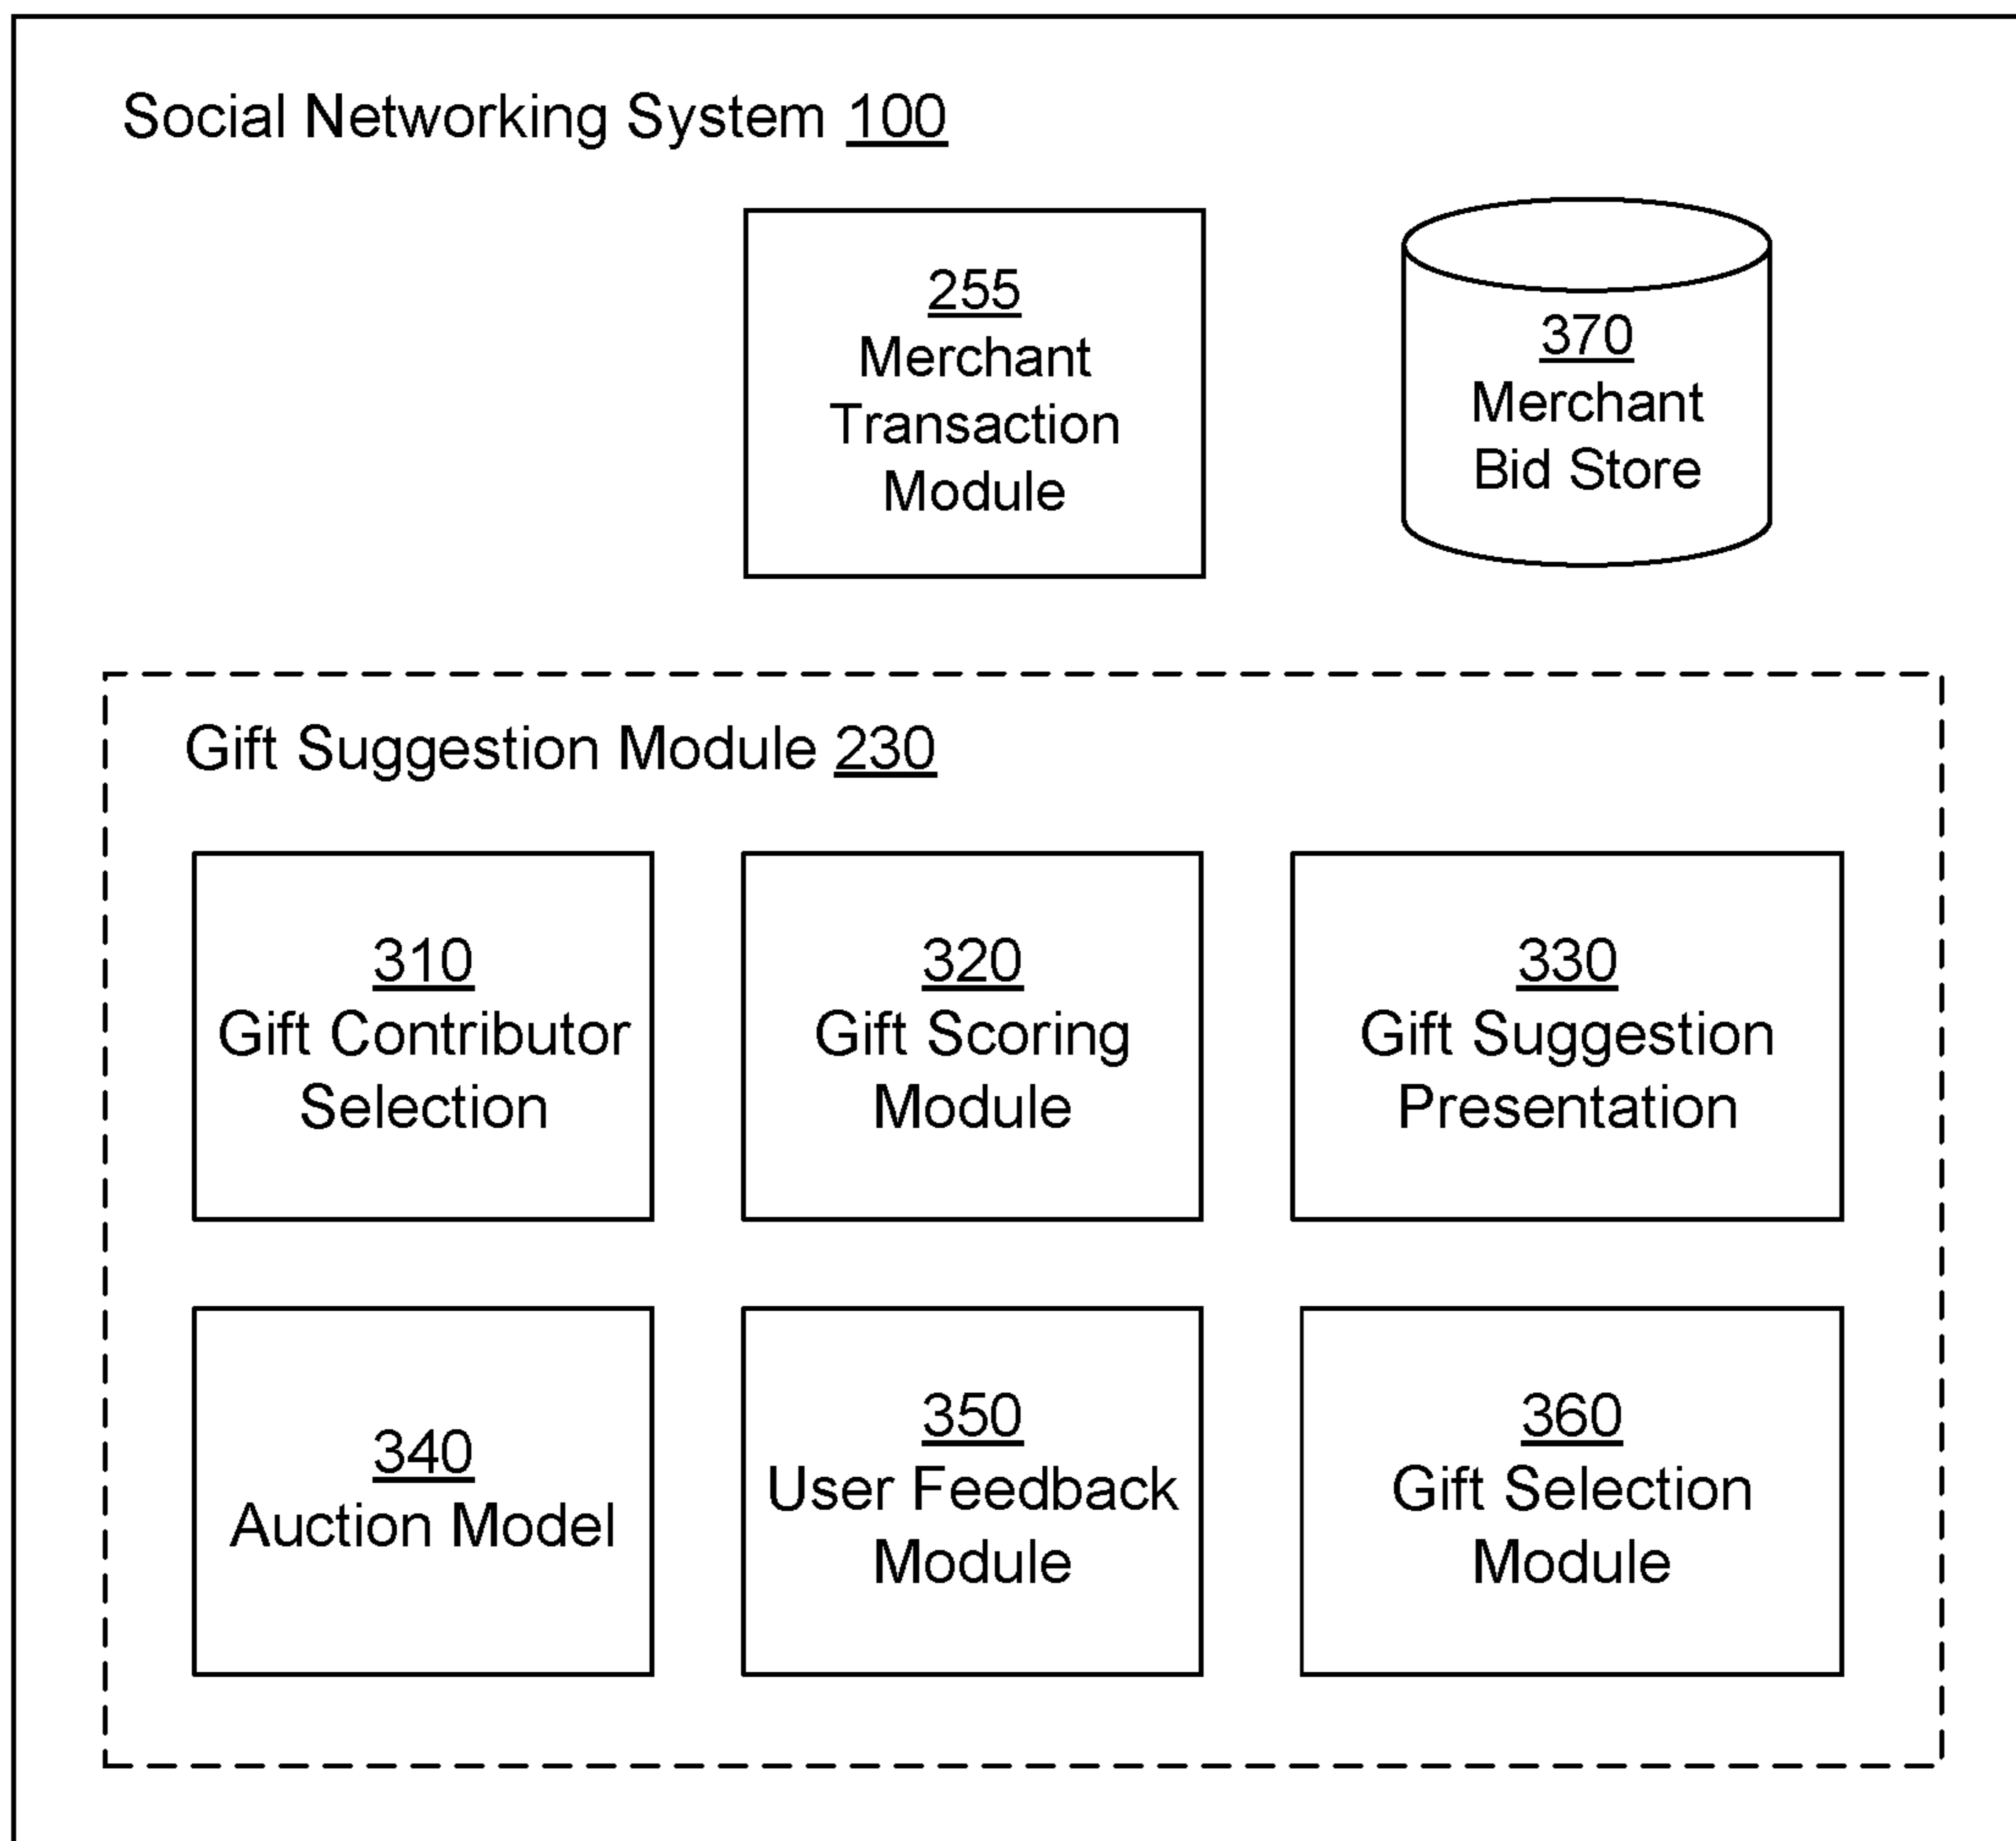 Social Networking System 100
255
Merchant
Transaction
Module
370
Merchant
Bid Store
Gift Suggestion Module 230
310
Gift Contributor
Selection
320
Gift Scoring
Module
330
Gift Suggestion
Presentation
340
Auction Model
350
User Feedback
Module
360
Gift Selection
Module